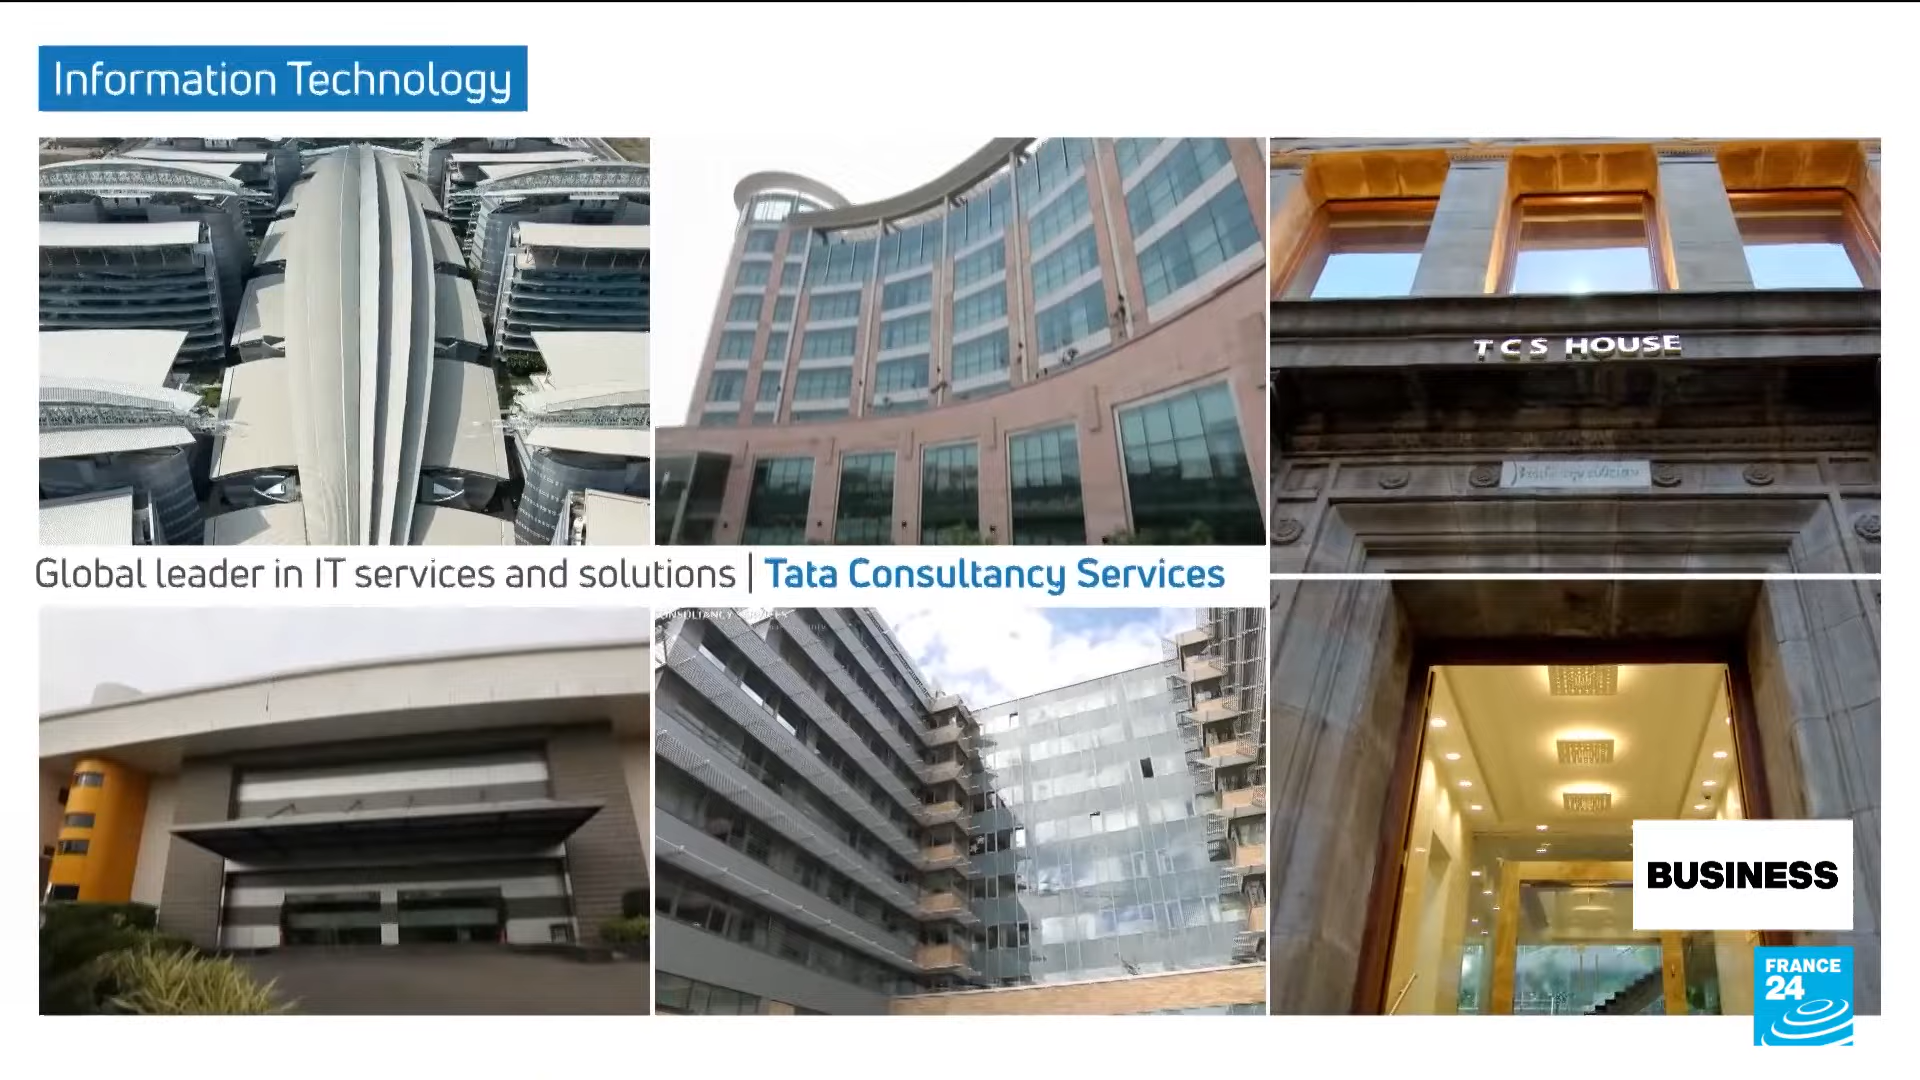 Information Technology
TCS HOUSE
Global leader in IT services and solutions | Tata Consultancy Services
BUSINESS
FRANCE
24